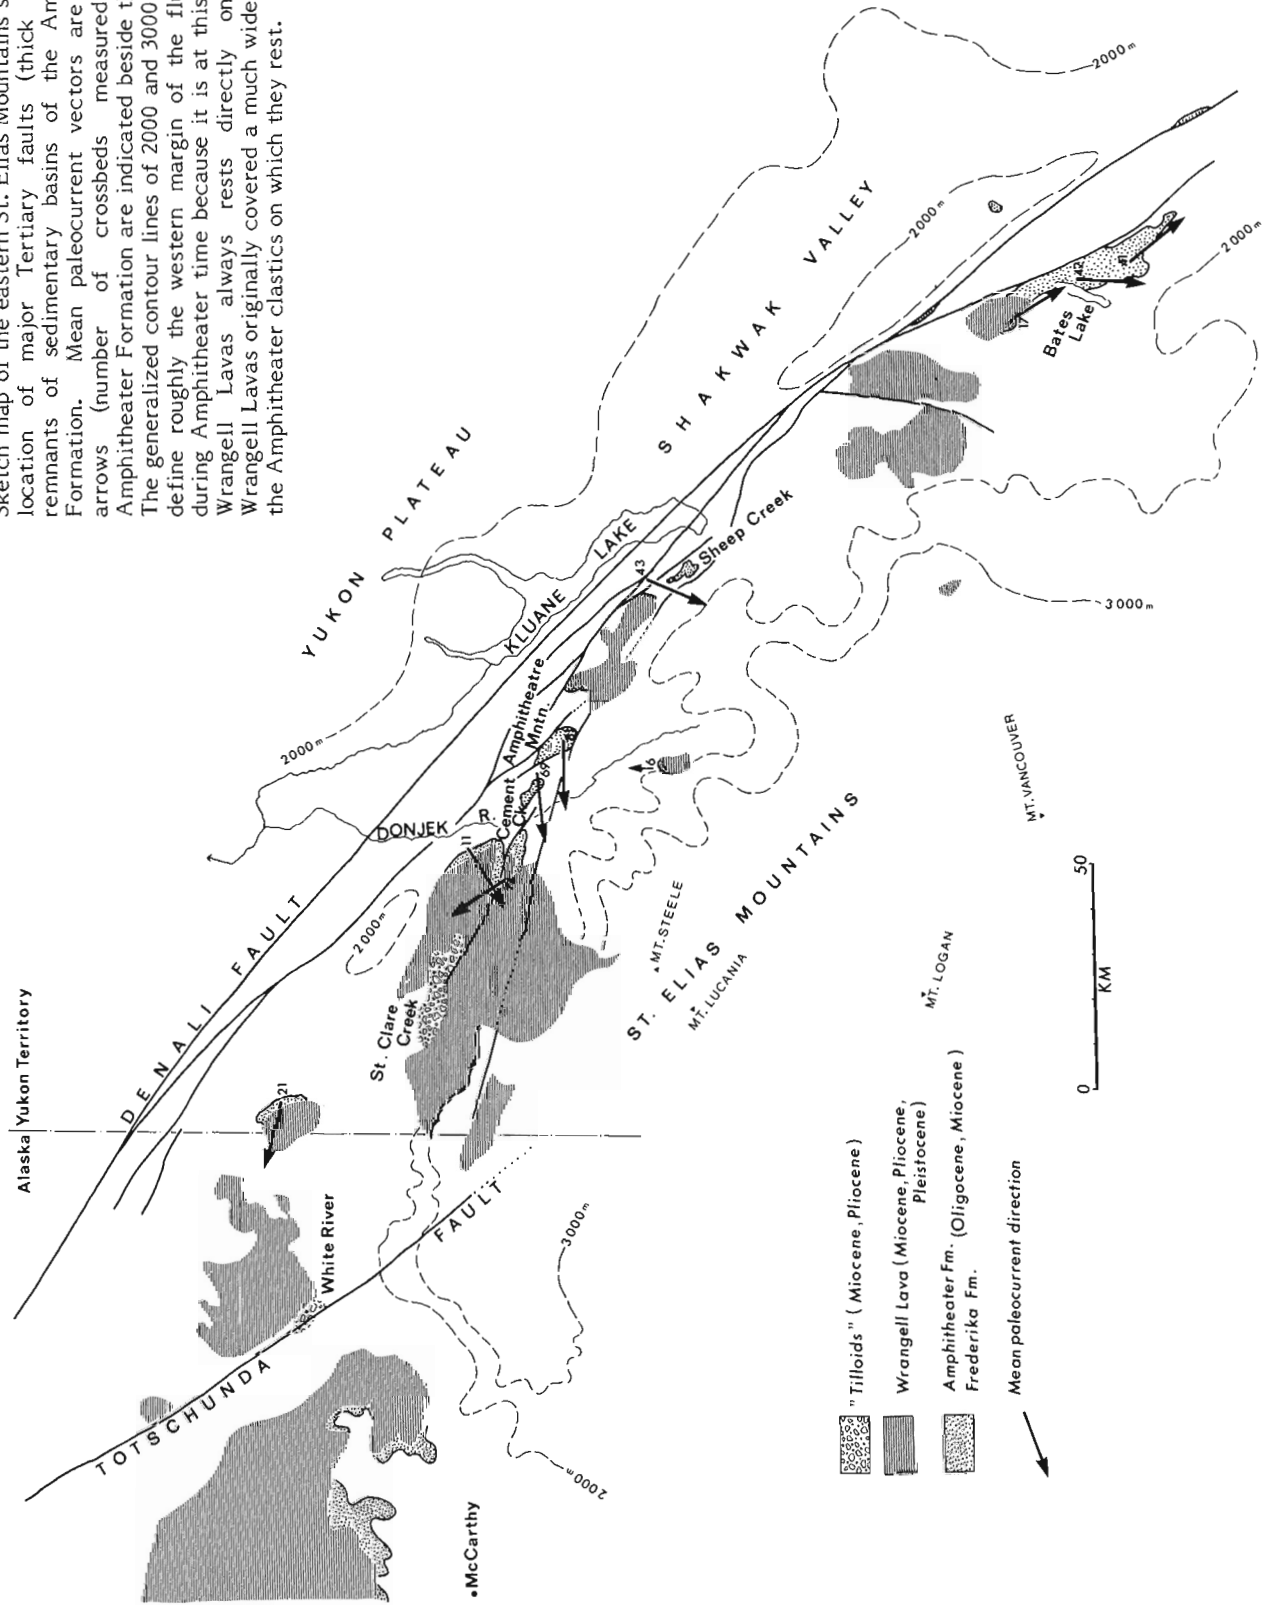 Sketch map of the eastern St. Elias Mountains
location of major Tertiary faults (thick
remnants of sedimentary basins of the Am
Formation. Mean paleocurrent vectors are
arrows (number of crossbeds measured
Amphitheater Formation are indicated beside t
The generalized contour lines of 2000 and 3000
define roughly the western margin of the fl
during Amphitheater time because it is at this
Wrangell Lavas always rests directly on
Wrangell Lavas originally covered a much wide
the Amphitheater clastics on which they rest.
Alaska
Yukon Territory
DENALI FAULT
YUKON PLATEAU
SHAKWAK VALLEY
2000m
2000m
2000m
2000m
2000m
KLUANE LAKE
DONJEK R.
Amphitheatre
Mntn.
Cement
Ck.
Sheep Creek
43
69
11
16
21
17
42
Bates
Lake
St. Clare
Creek
White River
TOTSCHUNDA FAULT
McCarthy
3000m
3000m
2000m
ST. ELIAS MOUNTAINS
MT. STEELE
MT. LUCANIA
MT. LOGAN
MT. VANCOUVER
0
50
KM
"Tilloids" (Miocene, Pliocene)
Wrangell Lava (Miocene, Pliocene,
Pleistocene)
Amphitheater Fm.
(Oligocene, Miocene)
Frederika Fm.
Mean paleocurrent direction